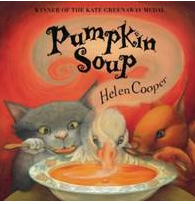 WINNER OF THE KATE GREENAWAY MEDAL
Pumpkin
Soup
Helen Cooper